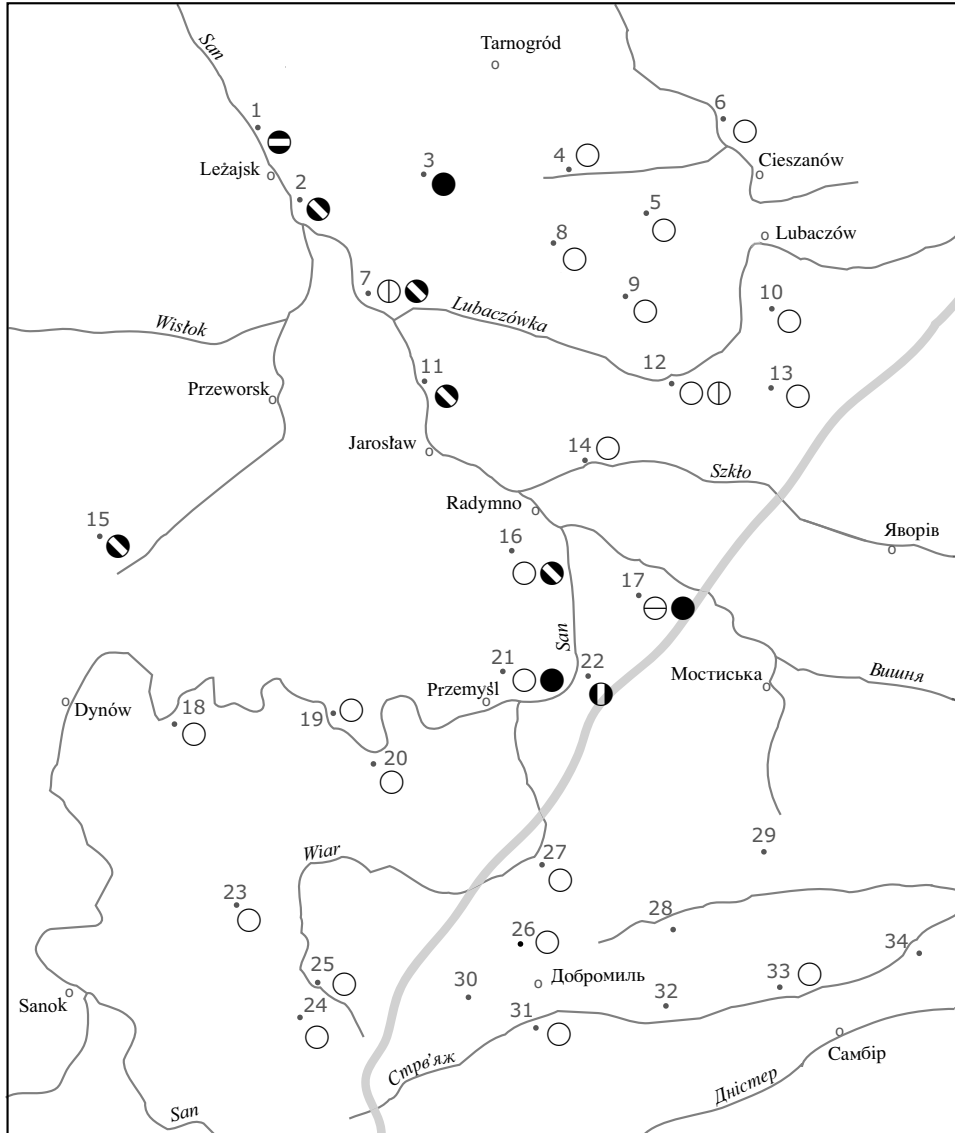 San
Tarnogród
1
6
3
4
Leżajsk
Cieszanów
2
5
8
Lubaczów
7
9
10
Lubaczówka
Wisłok
11
12
13
Przeworsk
Jarosław
14
Szkło
Radymno
15
16
Яворів
17
San
21
22
Мостиська
Вишня
Przemyśl
Dynów
18
19
20
Wiar
27
29
23
28
26
34
25
30
Добромиль
33
Sanok
24
32
31
Самбір
Стрв’яж
Дністер
San